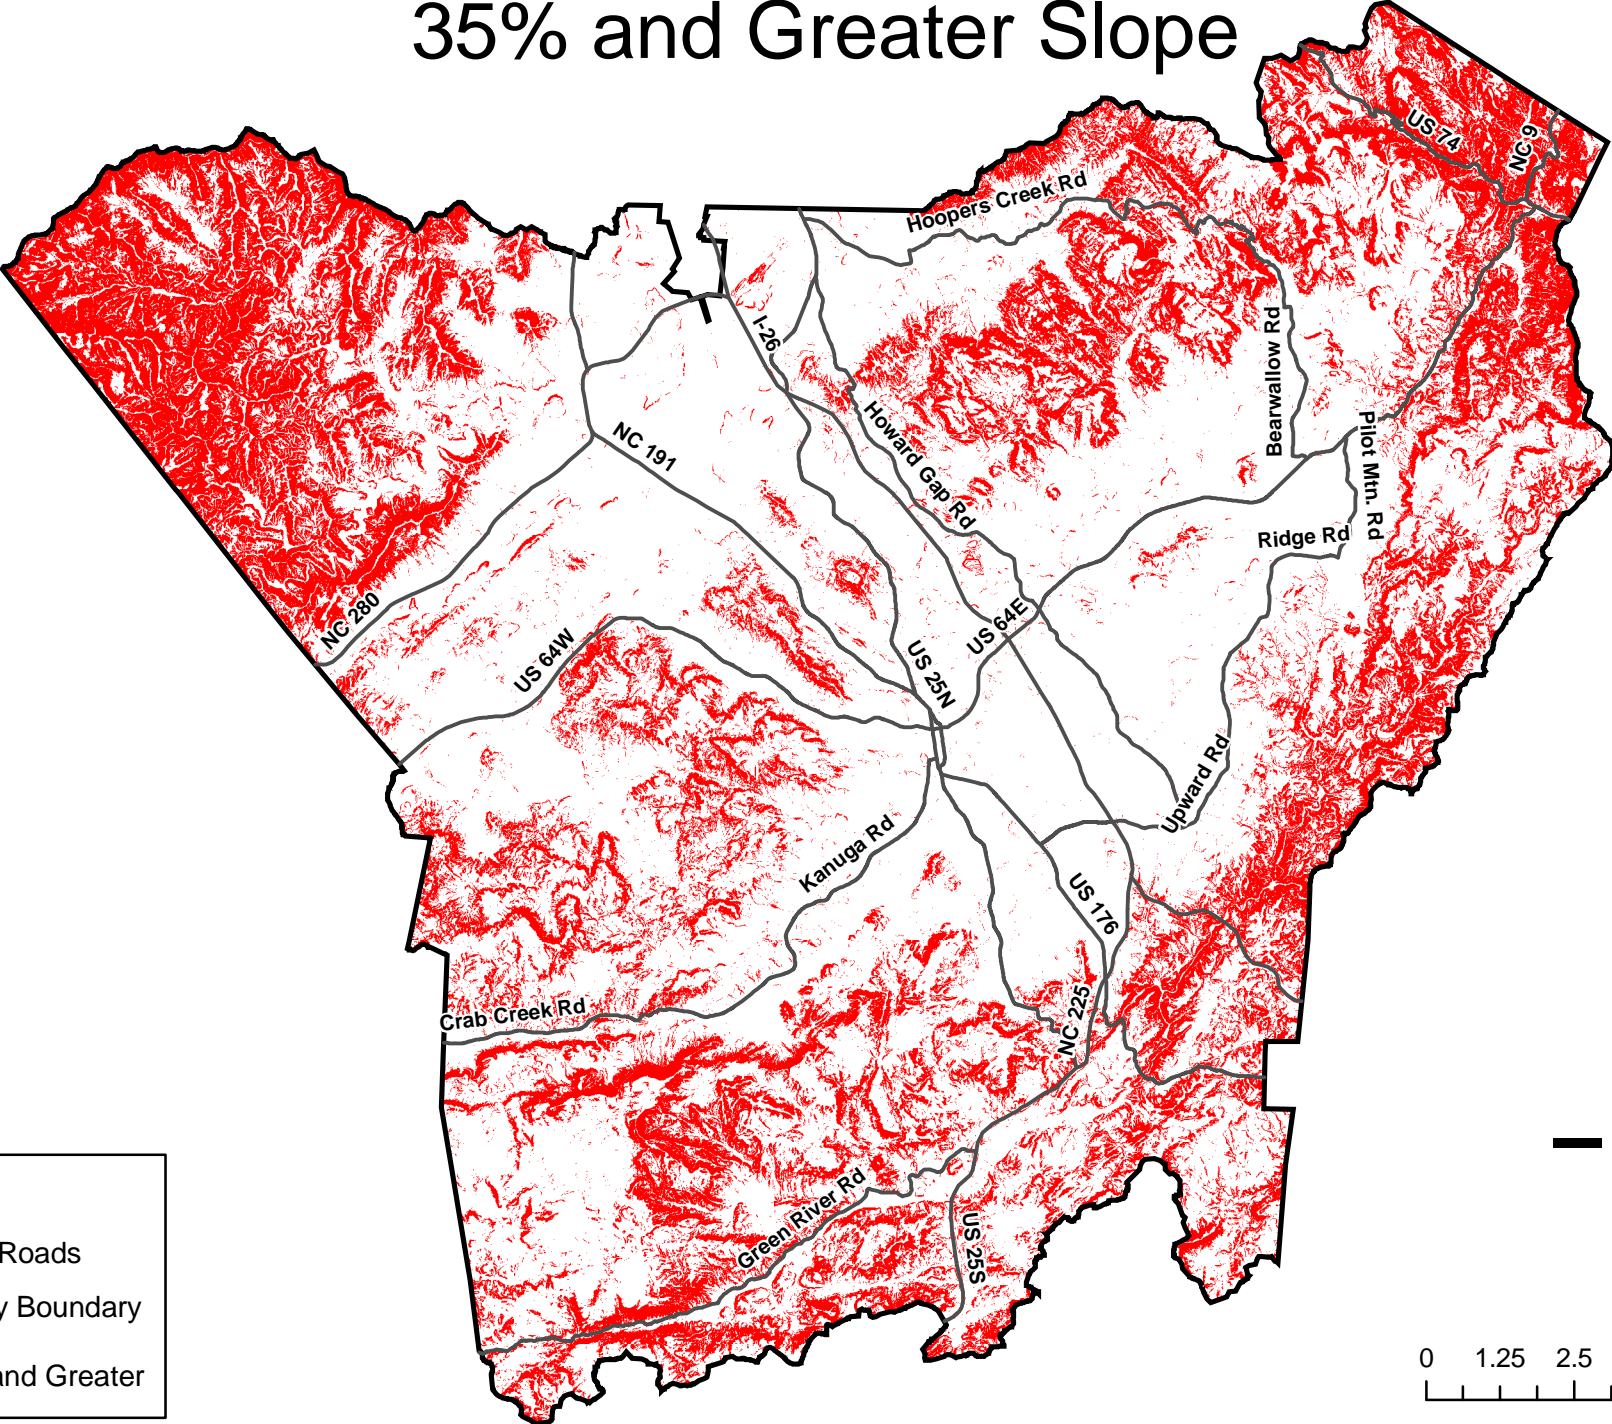 35% and Greater Slope
US 74
NC 9
Hoopers Creek Rd
I-26
Bearwallow Rd
NC 191
Howard Gap Rd
Pilot Mtn. Rd
Ridge Rd
NC 280
US 64W
US 64E
US 25N
Upward Rd
Kanuga Rd
US 176
Crab Creek Rd
NC 225
Green River Rd
US 25S
Roads
y Boundary
and Greater
0 1.25 2.5